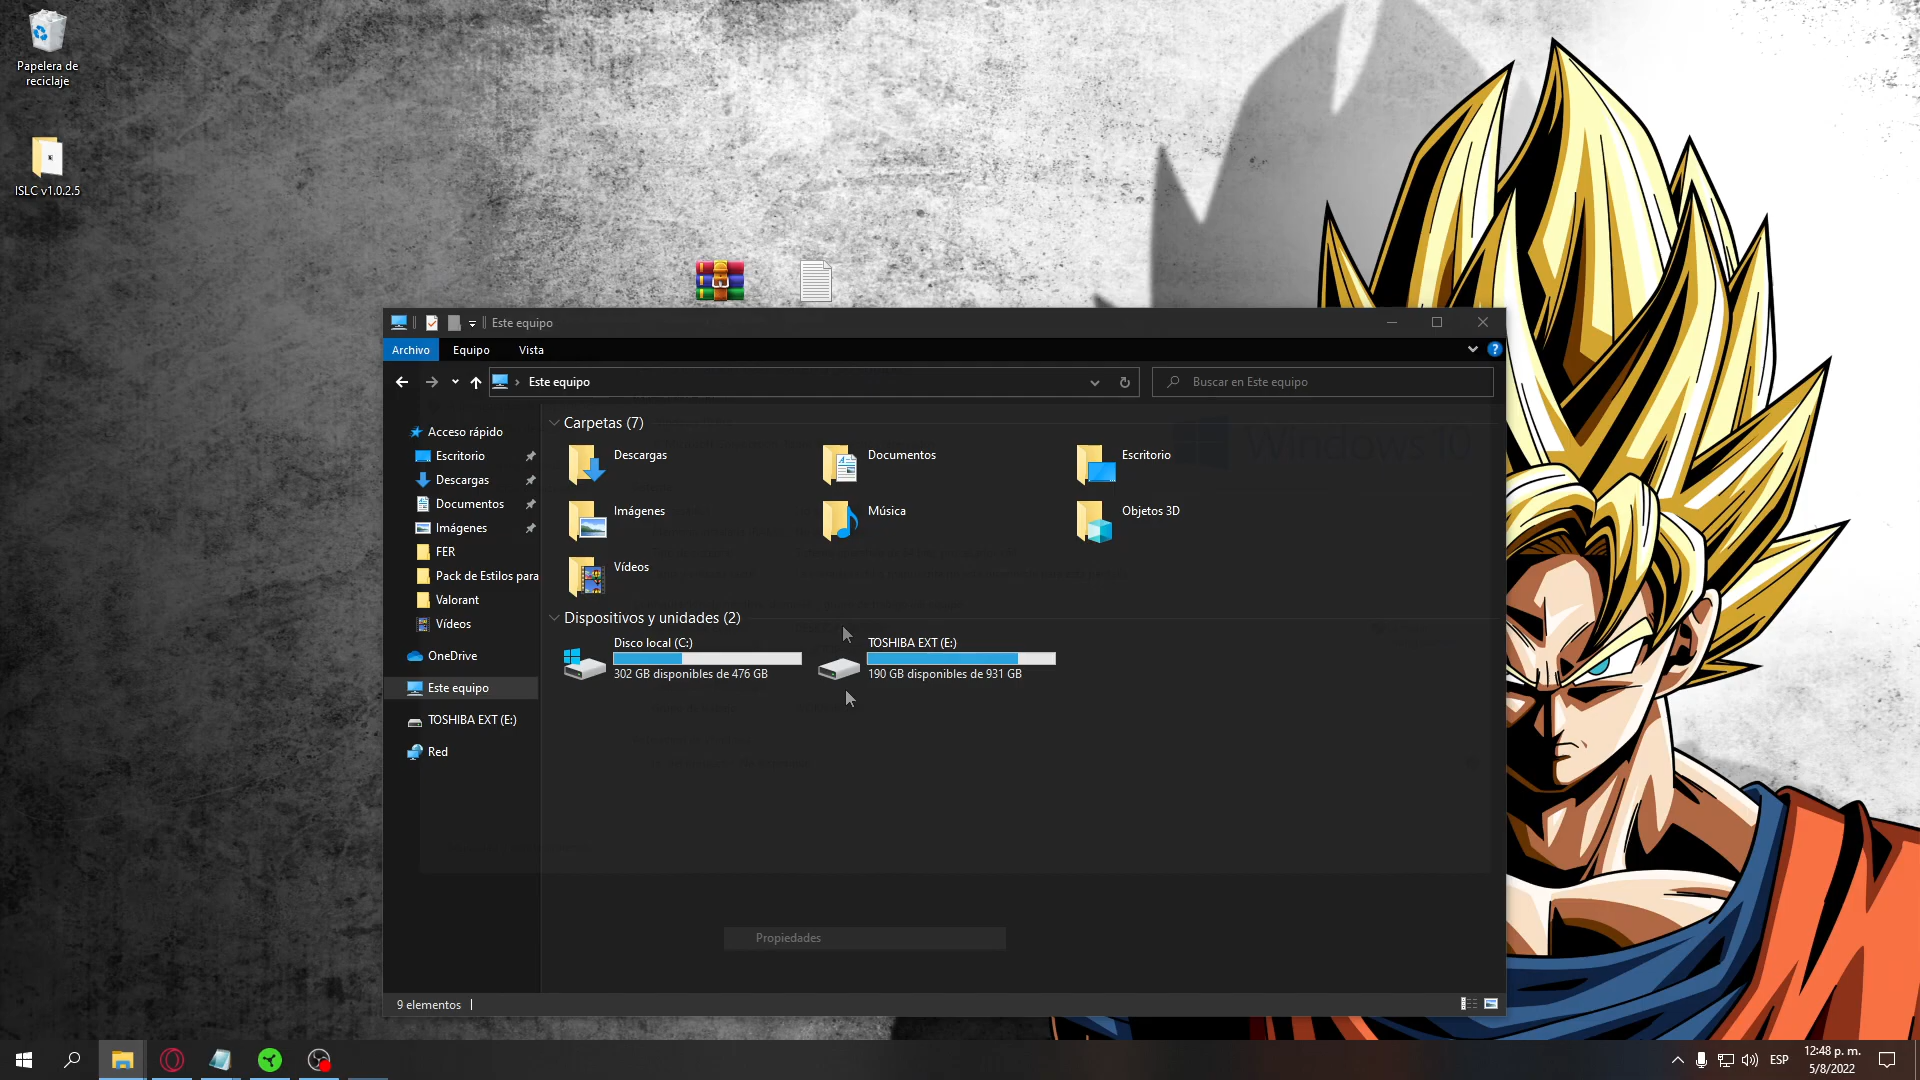 Papelera de
reciclaje
ISLC v1.0.2.5
Este equipo
Archivo
Equipo
Vista
Este equipo
Buscar en Este equipo
Acceso rápido
Escritorio
Descargas
Documentos
Imágenes
FER
Pack de Estilos para
Valorant
Vídeos
OneDrive
Este equipo
TOSHIBA EXT (E:)
Red
Carpetas (7)
Descargas
Documentos
Escritorio
Imágenes
Música
Objetos 3D
Vídeos
Windows 10
Dispositivos y unidades (2)
Disco local (C:)
302 GB disponibles de 476 GB
TOSHIBA EXT (E:)
190 GB disponibles de 931 GB
Propiedades
9 elementos
ESP
12:48 p. m.
5/8/2022